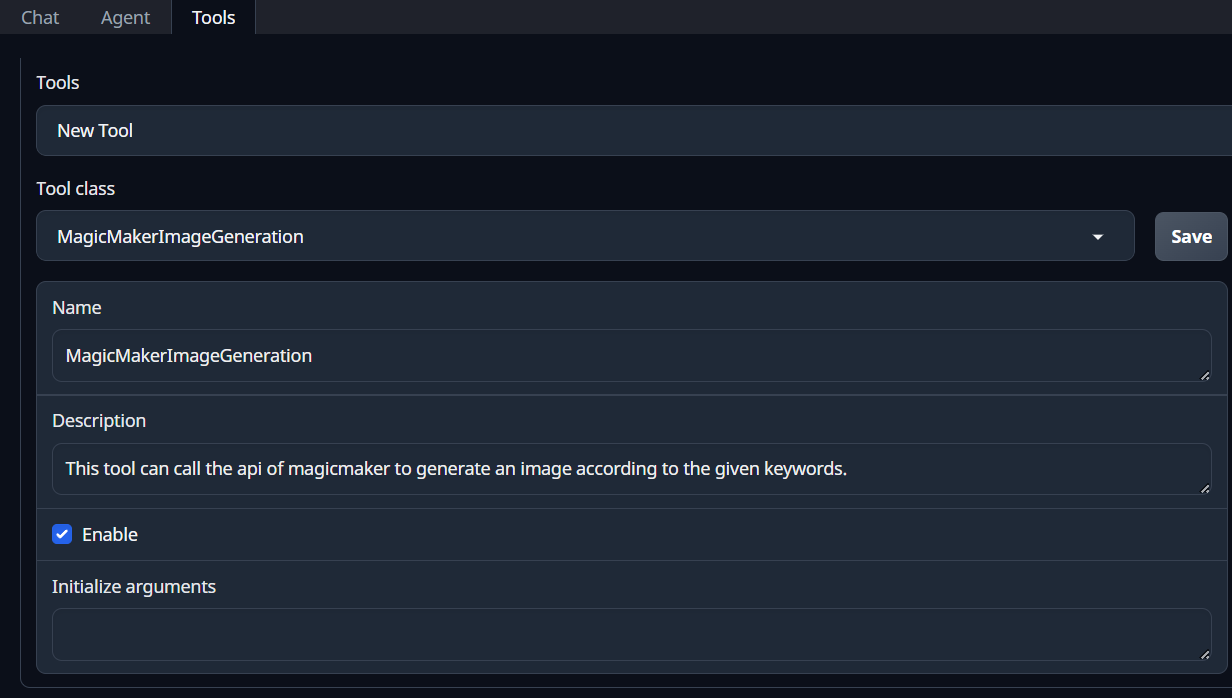 Chat Agent Tools
Tools
New Tool
Tool class
MagicMakerImageGeneration
Save
Name
MagicMakerImageGeneration
Description
This tool can call the api of magicmaker to generate an image according to the given keywords.
Enable
Initialize arguments